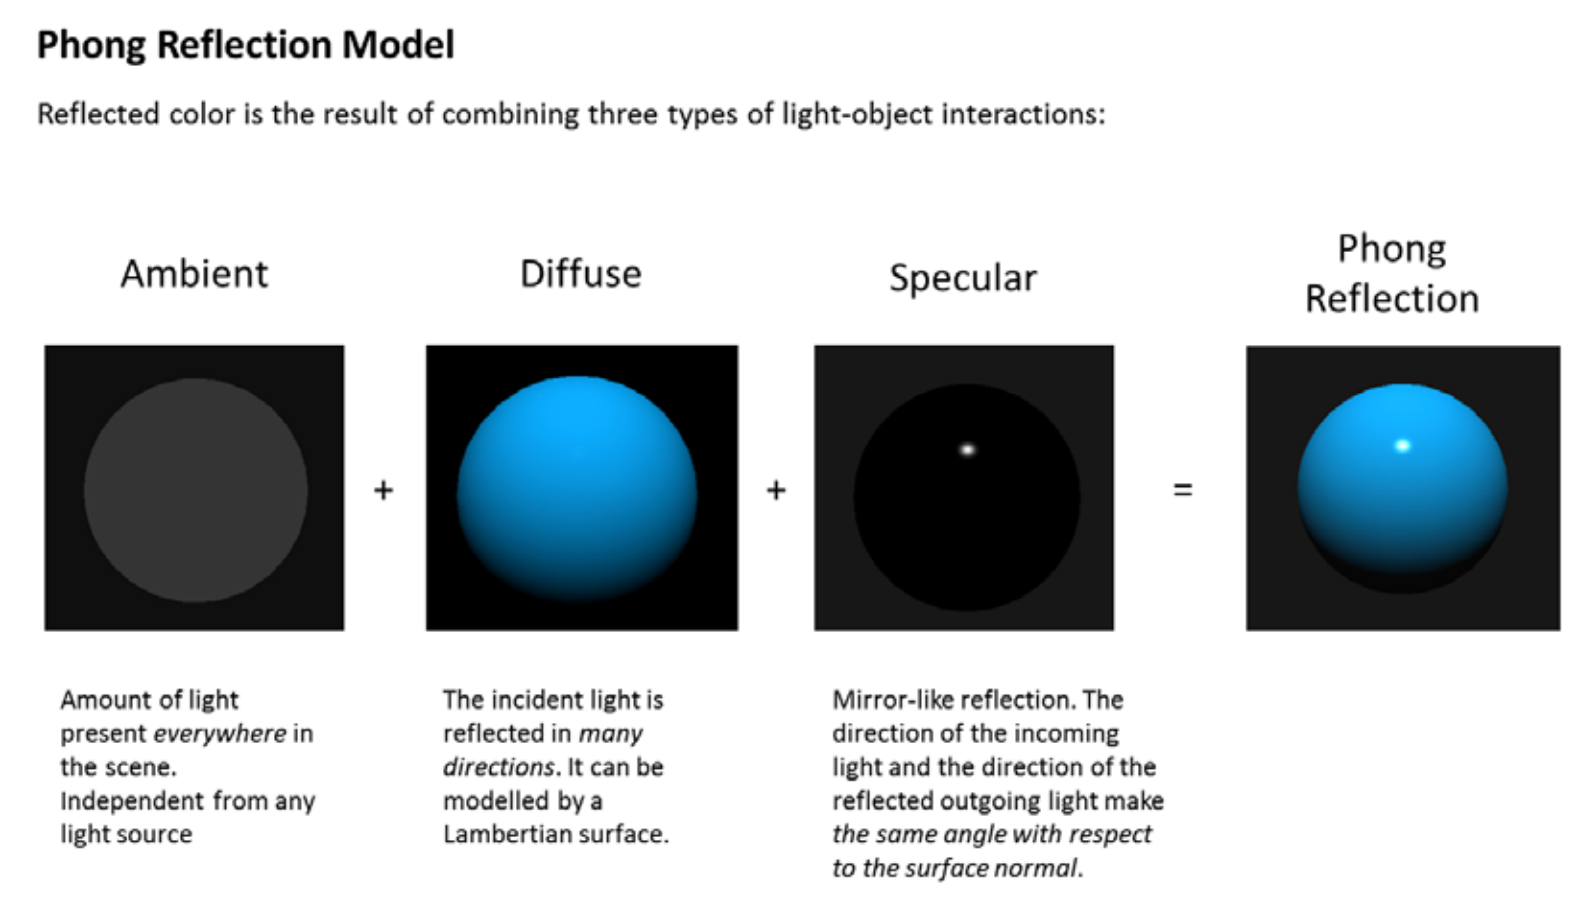 Phong Reflection Model
Reflected color is the result of combining three types of light-object interactions:
Ambient
Diffuse
Specular
Phong
Reflection
+
+
=
Amount of light
present everywhere in
the scene.
Independent from any
light source
The incident light is
reflected in many
directions. It can be
modelled by a
Lambertian surface.
Mirror-like reflection. The
direction of the incoming
light and the direction of the
reflected outgoing light make
the same angle with respect
to the surface normal.